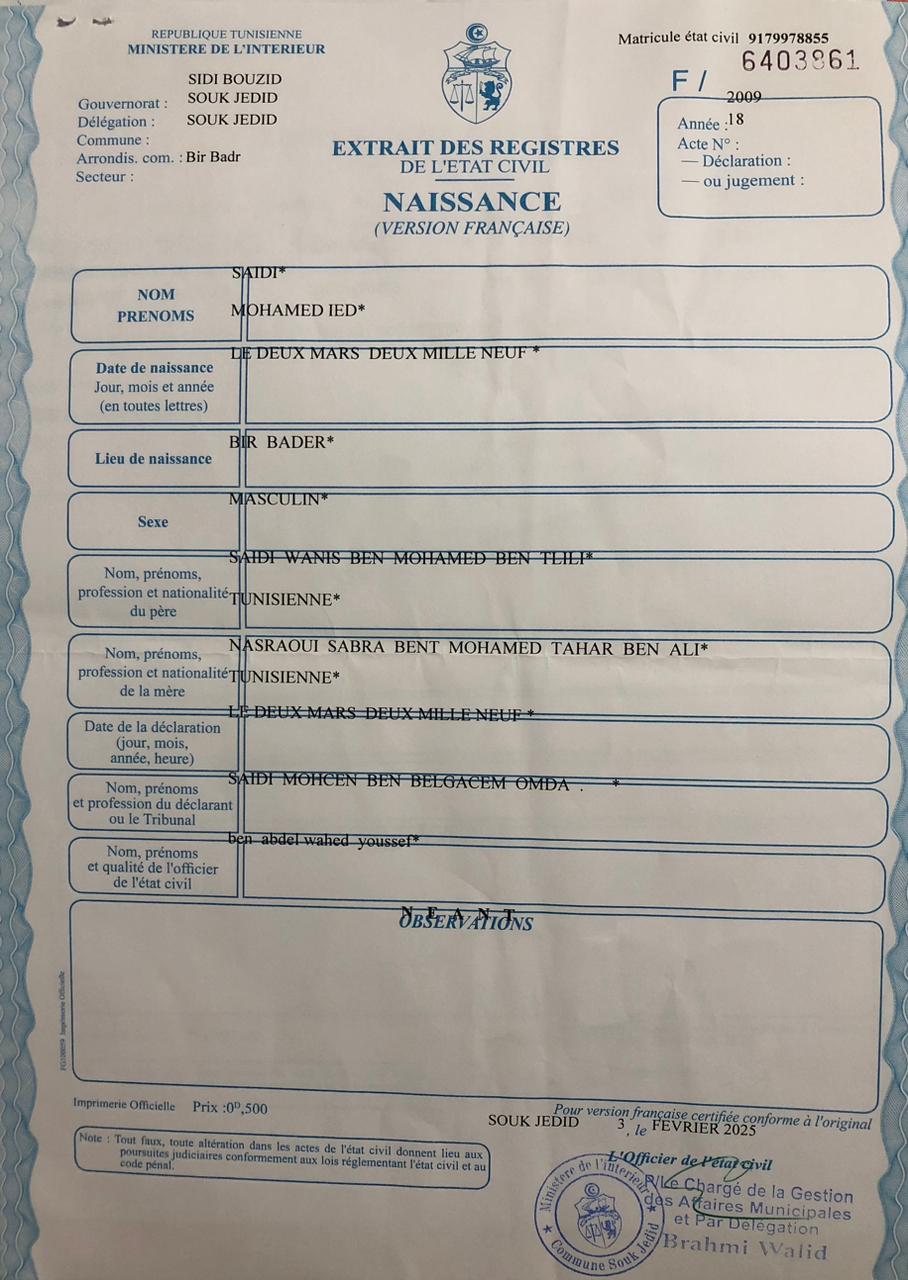 REPUBLIQUE TUNISIENNE
MINISTERE DE L'INTERIEUR
Matricule état civil 9179978855
6403861
F /
SIDI BOUZID
Gouvernorat : SOUK JEDID
Délégation : SOUK JEDID
Commune :
Arrondis. com. : Bir Badr
Secteur :
2009
Année : 18
Acte N° :
— Déclaration :
— ou jugement :
EXTRAIT DES REGISTRES
DE L'ETAT CIVIL
NAISSANCE
(VERSION FRANÇAISE)
SAIDI*
NOM
PRENOMS
MOHAMED IED*
LE DEUX MARS DEUX MILLE NEUF *
Date de naissance
Jour, mois et année
(en toutes lettres)
BIR BADER*
Lieu de naissance
MASCULIN*
Sexe
SAIDI WANIS BEN MOHAMED BEN TLILI*
Nom, prénoms,
profession et nationalité
du père
TUNISIENNE*
NASRAOUI SABRA BENT MOHAMED TAHAR BEN ALI*
Nom, prénoms,
profession et nationalité
de la mère
TUNISIENNE*
LE DEUX MARS DEUX MILLE NEUF *
Date de la déclaration
(jour, mois,
année, heure)
SAIDI MOHCEN BEN BELGACEM OMDA . *
Nom, prénoms
et profession du déclarant
ou le Tribunal
ben abdel wahed youssef*
Nom, prénoms
et qualité de l'officier
de l'état civil
N E A N T
OBSERVATIONS
PG1200059 Imprimerie Officielle
Imprimerie Officielle Prix :0ᴰ,500
Pour version française certifiée conforme à l'original
SOUK JEDID 3 , le FEVRIER 2025
Note : Tout faux, toute altération dans les actes de l'état civil donnent lieu aux
poursuites judiciaires conformement aux lois réglementant l'état civil et au
code pénal.
L'Officier de l'état civil
P/Le Chargé de la Gestion
des Affaires Municipales
et Par Délégation
Brahmi Walid
Ministère de l'intérieur
Commune Souk Jedid